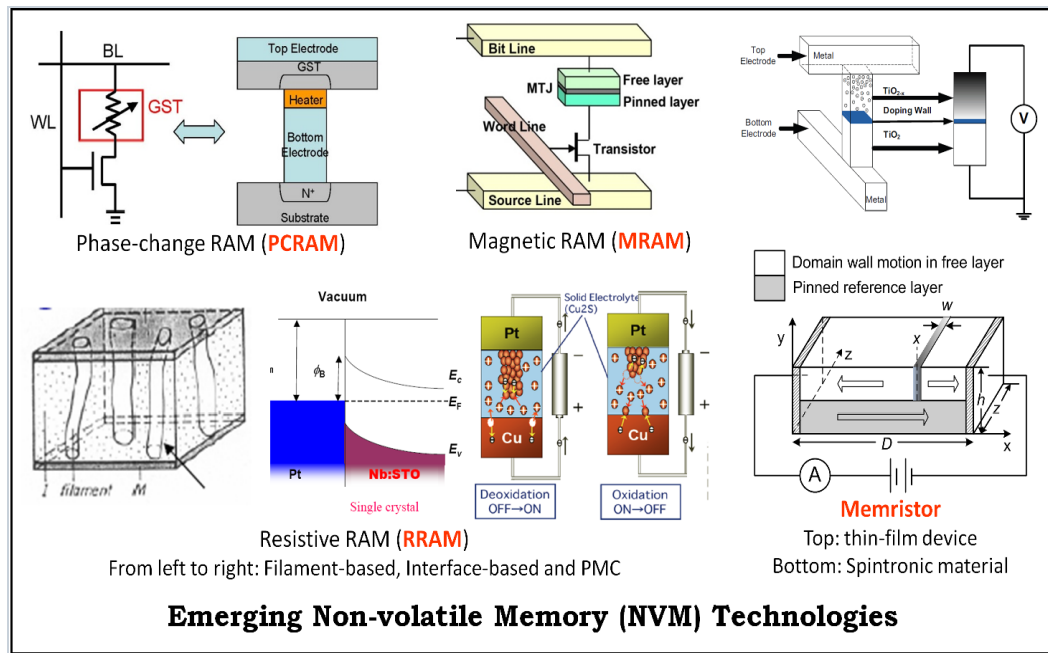 BL
WL
GST
Top Electrode
GST
Heater
Bottom
Electrode
N+
Substrate
Phase-change RAM (PCRAM)
Bit Line
MTJ
Free layer
Pinned layer
Word Line
Transistor
Source Line
Magnetic RAM (MRAM)
Top
Electrode
Metal
TiO2-x
Doping Wall
TiO2
Bottom
Electrode
Metal
V
I filament M
Vacuum
ϕB
Ec
EF
Ev
Pt
Nb:STO
Single crystal
Solid Electrolyte
(Cu2S)
Pt
Cu
−
+
Deoxidation
OFF→ON
Pt
Cu
−
+
Oxidation
ON→OFF
Resistive RAM (RRAM)
From left to right: Filament-based, Interface-based and PMC
Domain wall motion in free layer
Pinned reference layer
w
y
z
x
h
z
D
x
A
Memristor
Top: thin-film device
Bottom: Spintronic material
Emerging Non-volatile Memory (NVM) Technologies